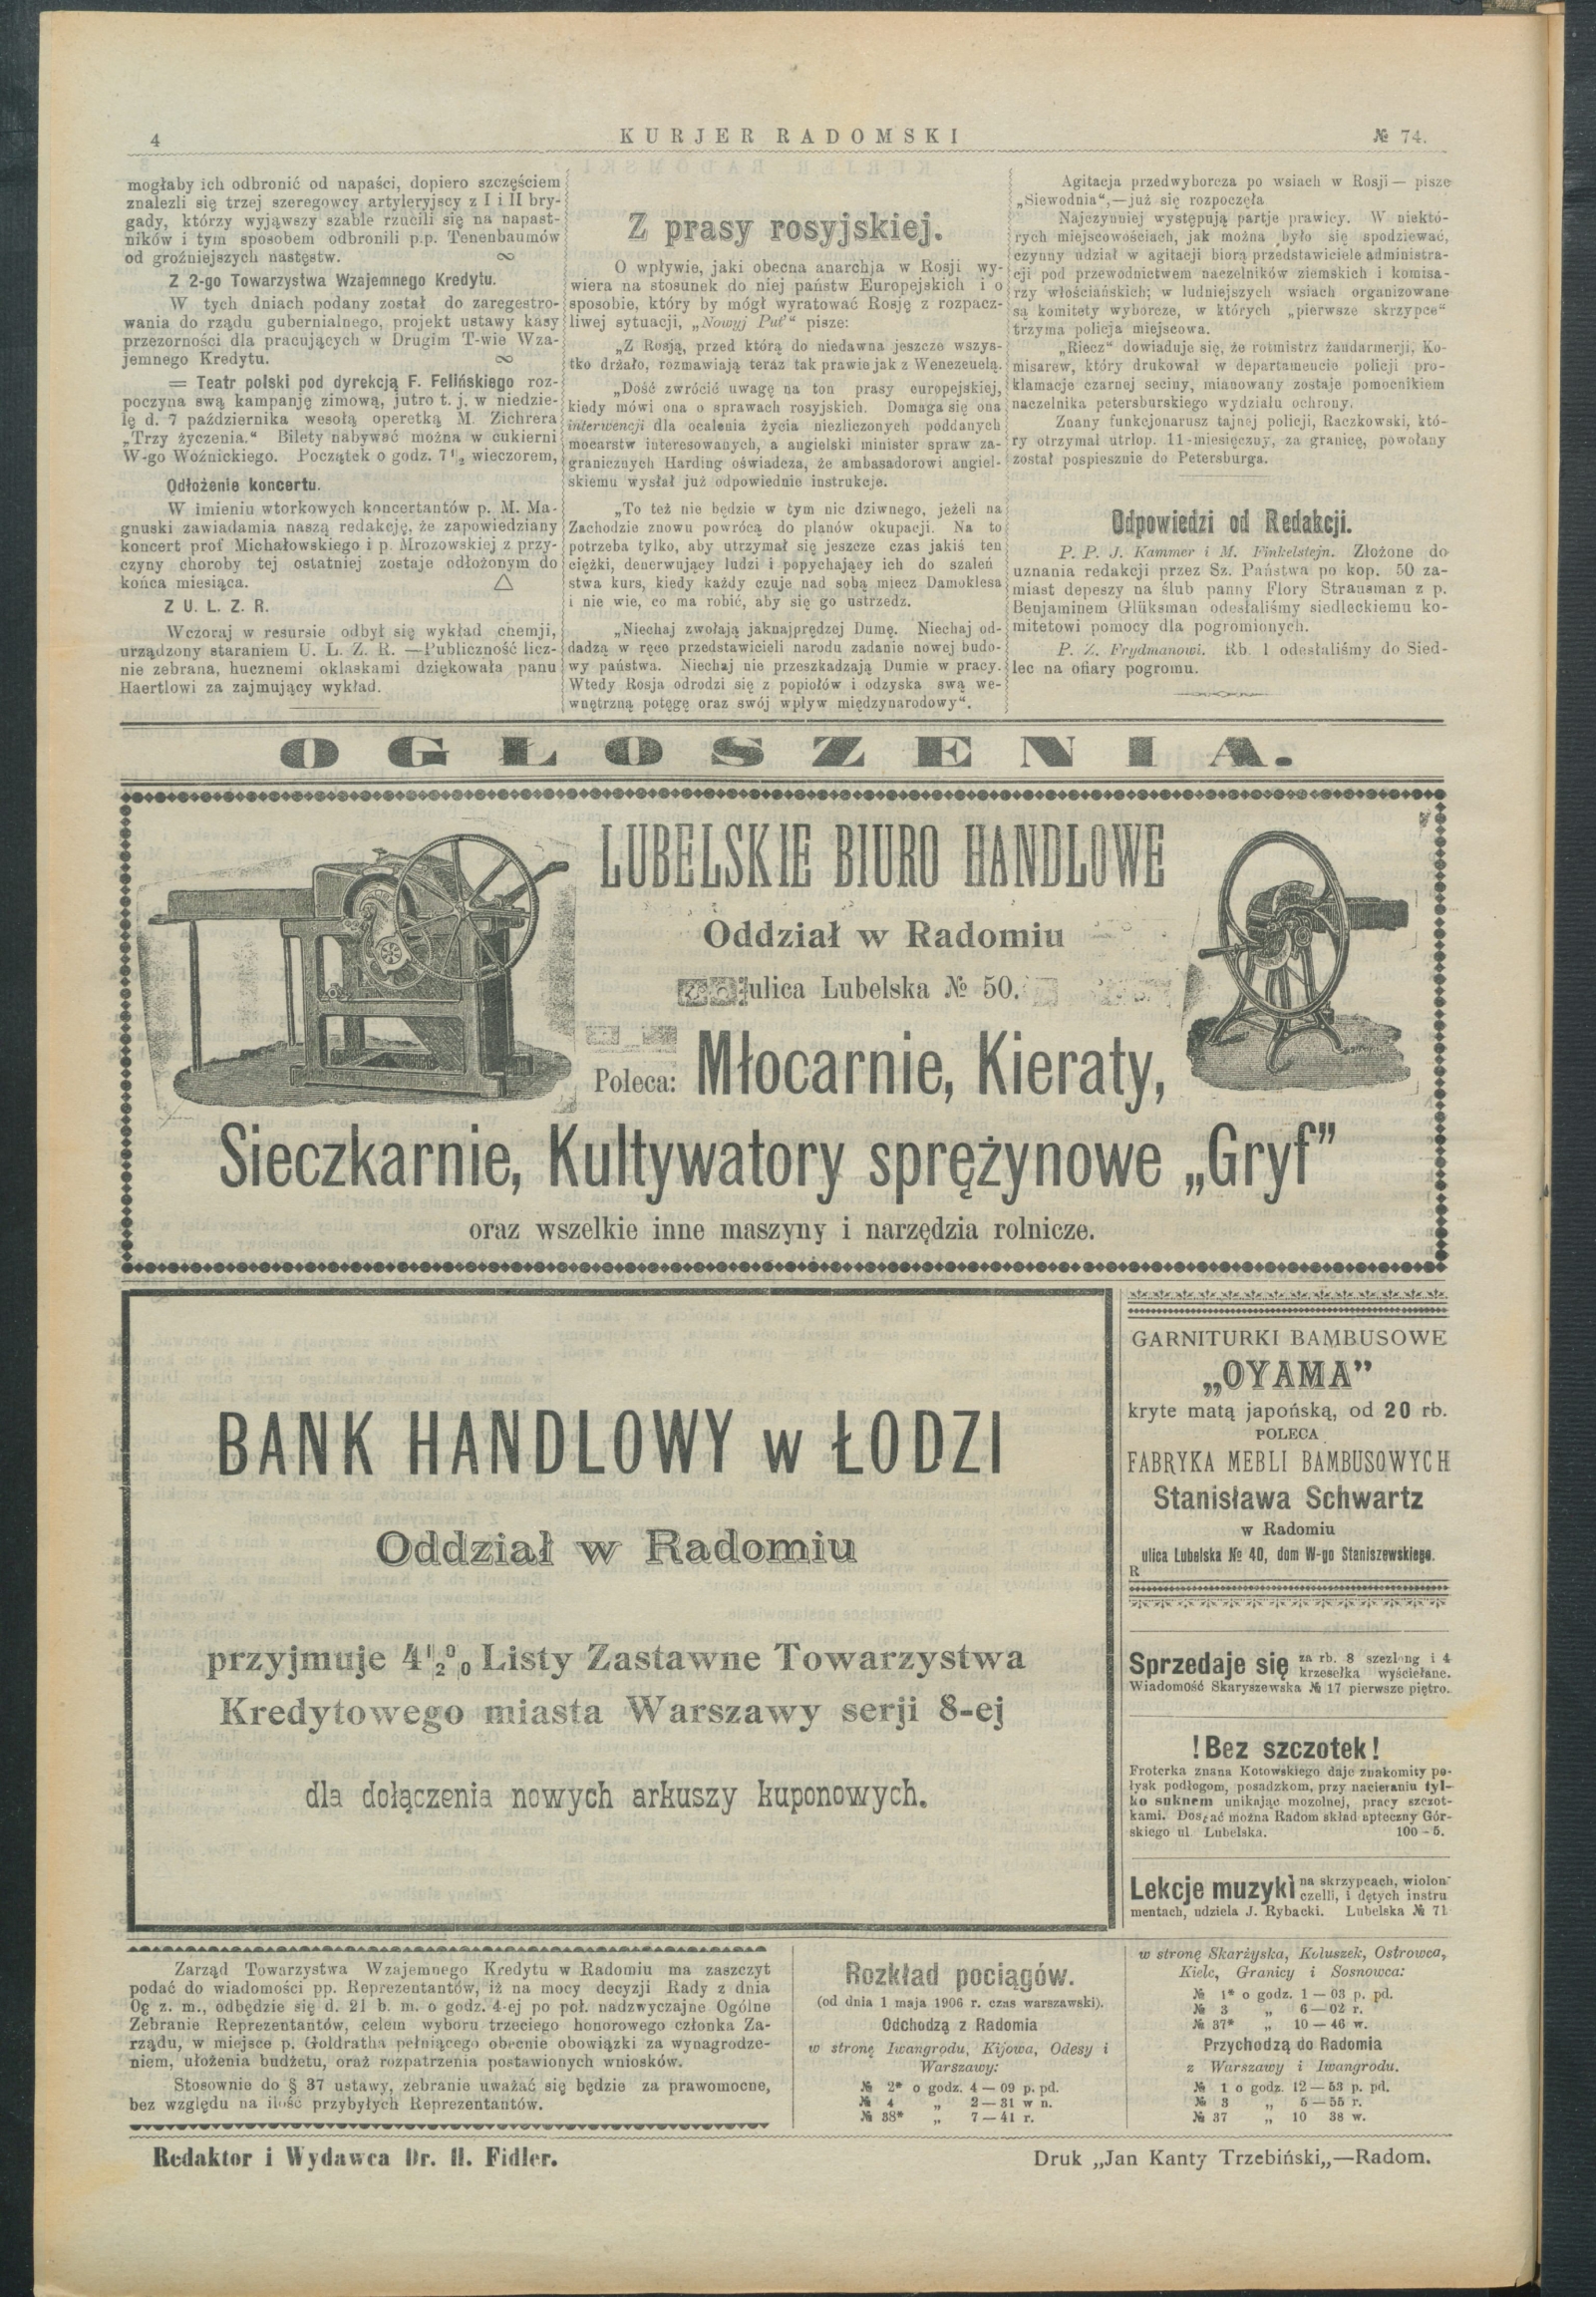 4
KURJER RADOMSKI
№ 74.
mogłaby ich odbronić od napaści, dopiero szczęściem
znalezli się trzej szeregowcy artyleryjscy z I i II bry-
gady, którzy wyjąwszy szable rzucili się na napast-
ników i tym sposobem odbronili p.p. Tenenbaumów
od groźniejszych następstw.
Z 2-go Towarzystwa Wzajemnego Kredytu.
W tych dniach podany został do zaregestro-
wania do rządu gubernialnego, projekt ustawy kasy
przezorności dla pracujących w Drugim T-wie Wza-
jemnego Kredytu.
= Teatr polski pod dyrekcją F. Felińskiego roz-
poczyna swą kampanję zimową, jutro t. j. w niedzie-
lę d. 7 października wesołą operetką M. Zichrera
„Trzy życzenia.“ Bilety nabywać można w cukierni
W-go Woźnickiego. Początek o godz. 7½ wieczorem,
Odłożenie koncertu.
W imieniu wtorkowych koncertantów p. M. Ma-
gnuski zawiadamia naszą redakcję, że zapowiedziany
koncert prof Michałowskiego i p. Mrozowskiej z przy-
czyny choroby tej ostatniej zostaje odłożonym do
końca miesiąca. △
Z U. L. Z. R.
Wczoraj w resursie odbył się wykład chemji,
urządzony staraniem U. L. Z. R. —Publiczność licz-
nie zebrana, hucznemi oklaskami dziękowała panu
Haertlowi za zajmujący wykład.
Z prasy rosyjskiej.
O wpływie, jaki obecna anarchja w Rosji wy-
wiera na stosunek do niej państw Europejskich i o
sposobie, który by mógł wyratować Rosję z rozpacz-
liwej sytuacji, „Nowyj Put’“ pisze:
„Z Rosją, przed którą do niedawna jeszcze wszys-
tko drżało, rozmawiają teraz tak prawie jak z Wenezuelą.
„Dość zwrócić uwagę na ton prasy europejskiej,
kiedy mówi ona o sprawach rosyjskich. Domaga się ona
interwencji dla ocalenia życia niezliczonych poddanych
mocarstw interesowanych, a angielski minister spraw za-
granicznych Harding oświadcza, że ambasadorowi angiel-
skiemu wysłał już odpowiednie instrukcje.
„To też nie będzie w tym nic dziwnego, jeżeli na
Zachodzie znowu powrócą do planów okupacji. Na to
potrzeba tylko, aby utrzymał się jeszcze czas jakiś ten
ciężki, denerwujący ludzi i popychający ich do szaleń
stwa kurs, kiedy każdy czuje nad sobą miecz Damoklesa
i nie wie, co ma robić, aby się go ustrzedz.
„Niechaj zwołają jaknajprędzej Dumę. Niechaj od-
dadzą w ręce przedstawicieli narodu zadanie nowej budo-
wy państwa. Niechaj nie przeszkadzają Dumie w pracy.
Wtedy Rosja odrodzi się z popiołów i odzyska swą we-
wnętrzną potęgę oraz swój wpływ międzynarodowy“.
Agitacja przedwyborcza po wsiach w Rosji — pisze
„Siewodnia“,—już się rozpoczęła
Najczynniej występują partje prawicy. W niektó-
rych miejscowościach, jak można było się spodziewać,
czynny udział w agitacji biorą przedstawiciele administra-
cji pod przewodnictwem naczelników ziemskich i komisa-
rzy włościańskich; w ludniejszych wsiach organizowane
są komitety wyborcze, w których „pierwsze skrzypce“
trzyma policja miejscowa.
„Riecz“ dowiaduje się, że rotmistrz żandarmerji, Ko-
misarew, który drukował w departamencie policji pro-
klamacje czarnej seciny, mianowany zostaje pomocnikiem
naczelnika petersburskiego wydziału ochrony.
Znany funkcjonarusz tajnej policji, Raczkowski, któ-
ry otrzymał utrlop. 11-miesięczny, za granicę, powołany
został pospiesznie do Petersburga.
Odpowiedzi od Redakcji.
P. P. J. Kammer i M. Finkelstejn. Złożone do
uznania redakcji przez Sz. Państwa po kop. 50 za-
miast depeszy na ślub panny Flory Strausman z p.
Benjaminem Glüksman odesłaliśmy siedleckiemu ko-
mitetowi pomocy dla pogromionych.
P. Z. Frydmanowi. Rb. 1 odesłaliśmy do Sied-
lec na ofiary pogromu.
OGŁOSZENIA.
LUBELSKIE BIURO HANDLOWE
Oddział w Radomiu
ulica Lubelska № 50.
Poleca: Młocarnie, Kieraty,
Sieczkarnie, Kultywatory sprężynowe „Gryf”
oraz wszelkie inne maszyny i narzędzia rolnicze.
BANK HANDLOWY w ŁODZI
Oddział w Radomiu
przyjmuje 4½% Listy Zastawne Towarzystwa
Kredytowego miasta Warszawy serji 8-ej
dla dołączenia nowych arkuszy kuponowych.
GARNITURKI BAMBUSOWE
„OYAMA”
kryte matą japońską, od 20 rb.
POLECA
FABRYKA MEBLI BAMBUSOWYCH
Stanisława Schwartz
w Radomiu
ulica Lubelska № 40, dom W-go Staniszewskiego.
R
Sprzedaje się za rb. 8 szezlong i 4
krzesełka wyściełane.
Wiadomość Skaryszewska № 17 pierwsze piętro.
!Bez szczotek!
Froterka znana Kotowskiego daje znakomity po-
łysk podłogom, posadzkom, przy nacieraniu tyl-
ko suknem unikając mozolnej, pracy szczot-
kami. Dostać można Radom skład apteczny Gór-
skiego ul Lubelska. 100-5.
Lekcje muzyki na skrzypcach, wiolon-
czelli, i dętych instru
mentach, udziela J. Rybacki. Lubelska № 71
Zarząd Towarzystwa Wzajemnego Kredytu w Radomiu ma zaszczyt
podać do wiadomości pp. Reprezentantów, iż na mocy decyzji Rady z dnia
z. m., odbędzie się d. 21 b. m. o godz. 4-ej po poł. nadzwyczajne Ogólne
Zebranie Reprezentantów, celem wyboru trzeciego honorowego członka Za-
rządu, w miejsce p. Goldratha pełniącego obecnie obowiązki za wynagrodze-
niem, ułożenia budżetu, oraz rozpatrzenia postawionych wniosków.
Stosownie do § 37 ustawy, zebranie uważać się będzie za prawomocne,
bez względu na ilość przybyłych Reprezentantów.
Rozkład pociągów.
(od dnia 1 maja 1906 r. czas warszawski).
Odchodzą z Radomia
w stronę Iwangrodu, Kijowa, Odesy i
Warszawy:
№ 2* o godz. 4 — 09 p. pd.
№ 4 „ 2—31 w n.
№ 38* „ 7—41 r.
w stronę Skarżyska, Koluszek, Ostrowca,
Kielc, Granicy i Sosnowca:
№ 1* o godz. 1 — 03 p. pd.
№ 3 „ 6—02 r.
№ 37* „ 10—46 w.
Przychodzą do Radomia
z Warszawy i Iwangrodu.
№ 1 o godz. 12—53 p. pd.
№ 3 „ 5—55 r.
№ 37 „ 10 38 w.
Redaktor i Wydawca Dr. H. Fidler.
Druk „Jan Kanty Trzebiński„—Radom.